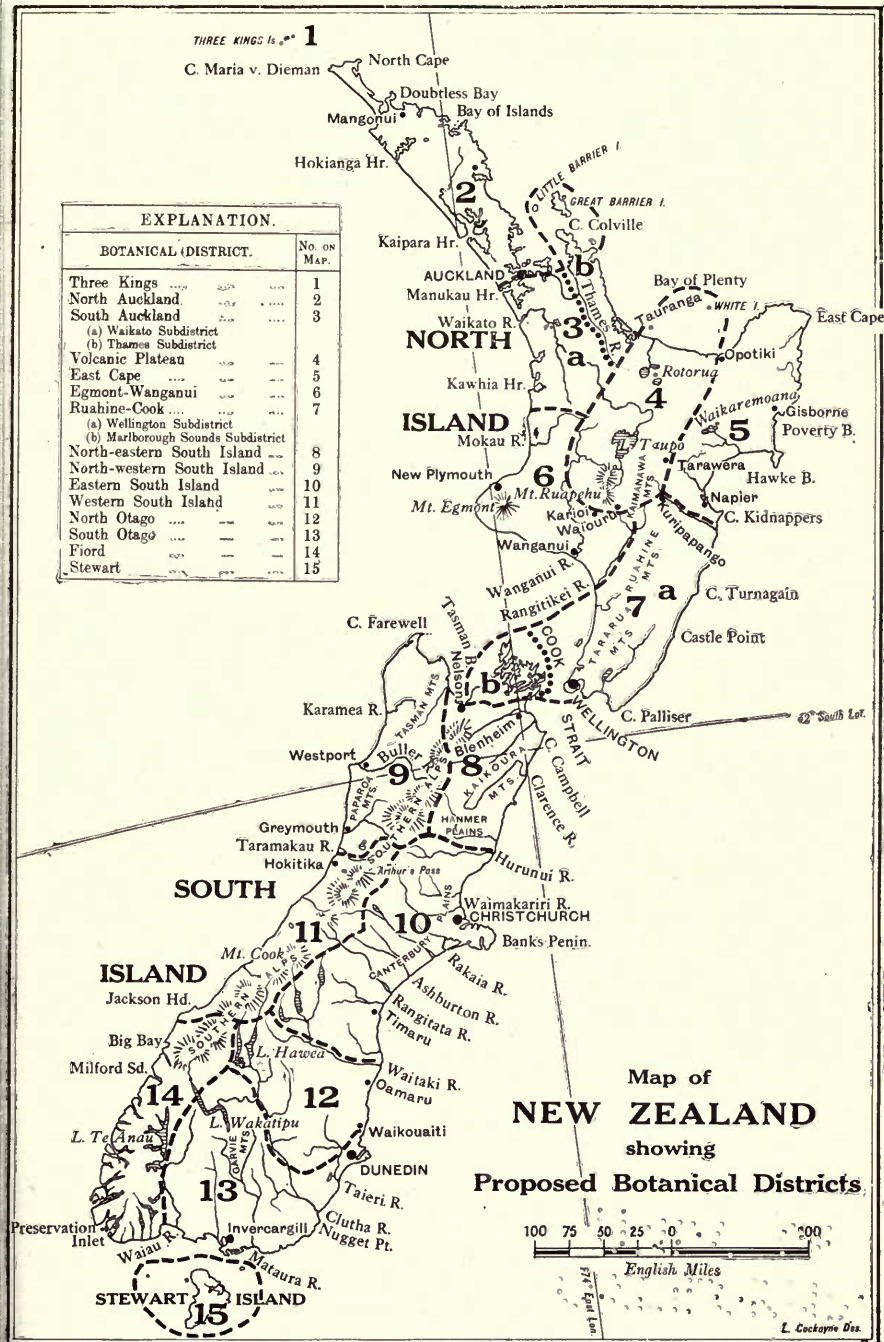 THREE KINGS Is. 1
C. Maria v. Dieman
North Cape
Doubtless Bay
Mangonui
Bay of Islands
Hokianga Hr.
2
LITTLE BARRIER I.
GREAT BARRIER I.
C. Colville
Kaipara Hr.
AUCKLAND
b
Manukau Hr.
Thames R.
Bay of Plenty
Tauranga
WHITE I.
East Cape
Waikato R.
3
NORTH
a
Opotiki
Rotorua
4
Kawhia Hr.
Waikaremoana
Gisborne
ISLAND
5
Poverty B.
Mokau R.
L. Taupo
Tarawera
Hawke B.
New Plymouth
6
Mt. Ruapehu
KAIMANAWA MTS.
Napier
Mt. Egmont
Karioi
Waiouru
C. Kidnappers
Kuripapango
Wanganui
Wanganui R.
RUAHINE MTS.
Rangitikei R.
7
a
C. Turnagain
TARARUA MTS
Castle Point
EXPLANATION.
BOTANICAL DISTRICT. No. ON MAP.
Three Kings .... 1
North Auckland 2
South Auckland 3
(a) Waikato Subdistrict
(b) Thames Subdistrict
Volcanic Plateau 4
East Cape .... 5
Egmont-Wanganui 6
Ruahine-Cook .... 7
(a) Wellington Subdistrict
(b) Marlborough Sounds Subdistrict
North-eastern South Island 8
North-western South Island 9
Eastern South Island 10
Western South Island 11
North Otago .... 12
South Otago 13
Fiord 14
Stewart 15
C. Farewell
Tasman B.
COOK
STRAIT
Nelson
b
TASMAN MTS.
WELLINGTON
Karamea R.
C. Palliser
42° South Lat.
Blenheim
Westport
Buller
8
C. Campbell
9
KAIKOURA MTS.
PAPAROA MTS.
SOUTHERN ALPS
Clarence R.
HANMER PLAINS
Greymouth
Taramakau R.
Hokitika
Hurunui R.
Arthur's Pass
SOUTH
Waimakariri R.
10
CHRISTCHURCH
11
Banks Penin.
CANTERBURY PLAINS
Mt. Cook
Rakaia R.
ISLAND
Ashburton R.
SOUTHERN ALPS
Jackson Hd.
Rangitata R.
Timaru
Big Bay
L. Hawea
Milford Sd.
Waitaki R.
Oamaru
14
12
L. Te Anau
L. Wakatipu
Waikouaiti
GARVIE MTS
DUNEDIN
13
Taieri R.
Preservation Inlet
Invercargill
Clutha R.
Nugget Pt.
Waiau R.
Mataura R.
STEWART ISLAND
15
Map of
NEW ZEALAND
showing
Proposed Botanical Districts
100 75 50 25 0
English Miles
174° East Lon.
L. Cockayne Des.